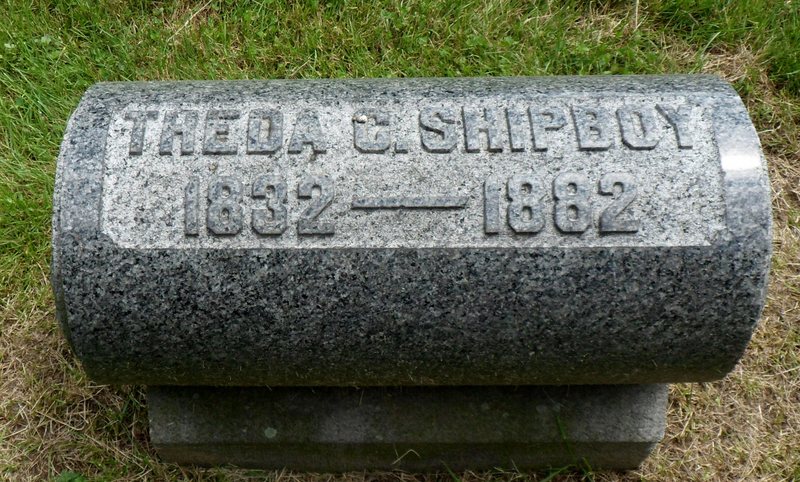 THEDA C. SHIPBOY
1832 — 1882